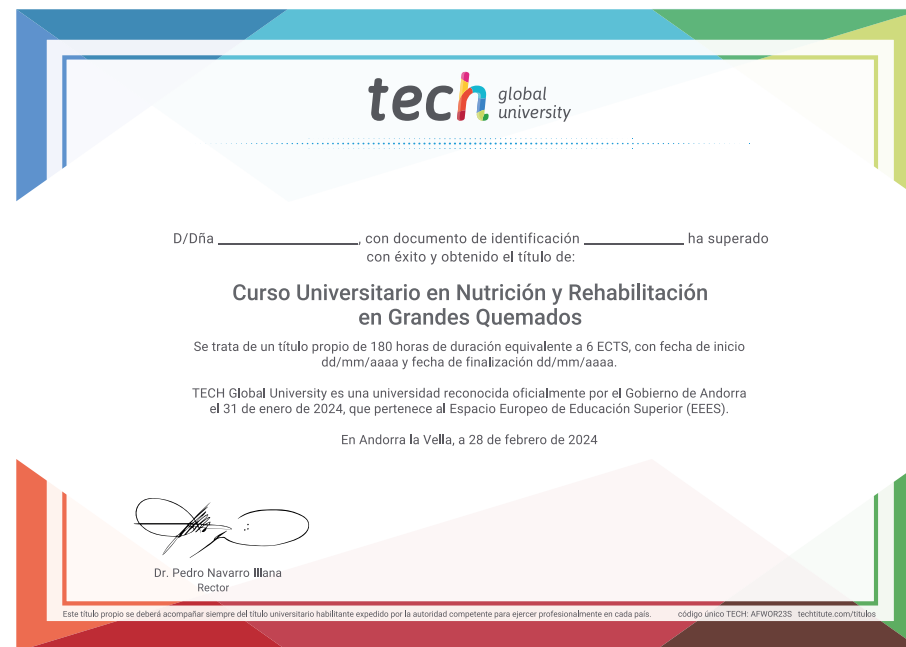 tech global university
D/Dña ____________, con documento de identificación ____________ ha superado
con éxito y obtenido el título de:
Curso Universitario en Nutrición y Rehabilitación
en Grandes Quemados
Se trata de un título propio de 180 horas de duración equivalente a 6 ECTS, con fecha de inicio
dd/mm/aaaa y fecha de finalización dd/mm/aaaa.
TECH Global University es una universidad reconocida oficialmente por el Gobierno de Andorra
el 31 de enero de 2024, que pertenece al Espacio Europeo de Educación Superior (EEES).
En Andorra la Vella, a 28 de febrero de 2024
Dr. Pedro Navarro Illana
Rector
Este título propio se deberá acompañar siempre del título universitario habilitante expedido por la autoridad competente para ejercer profesionalmente en cada país. código único TECH: AFWOR23S techtitute.com/titulos